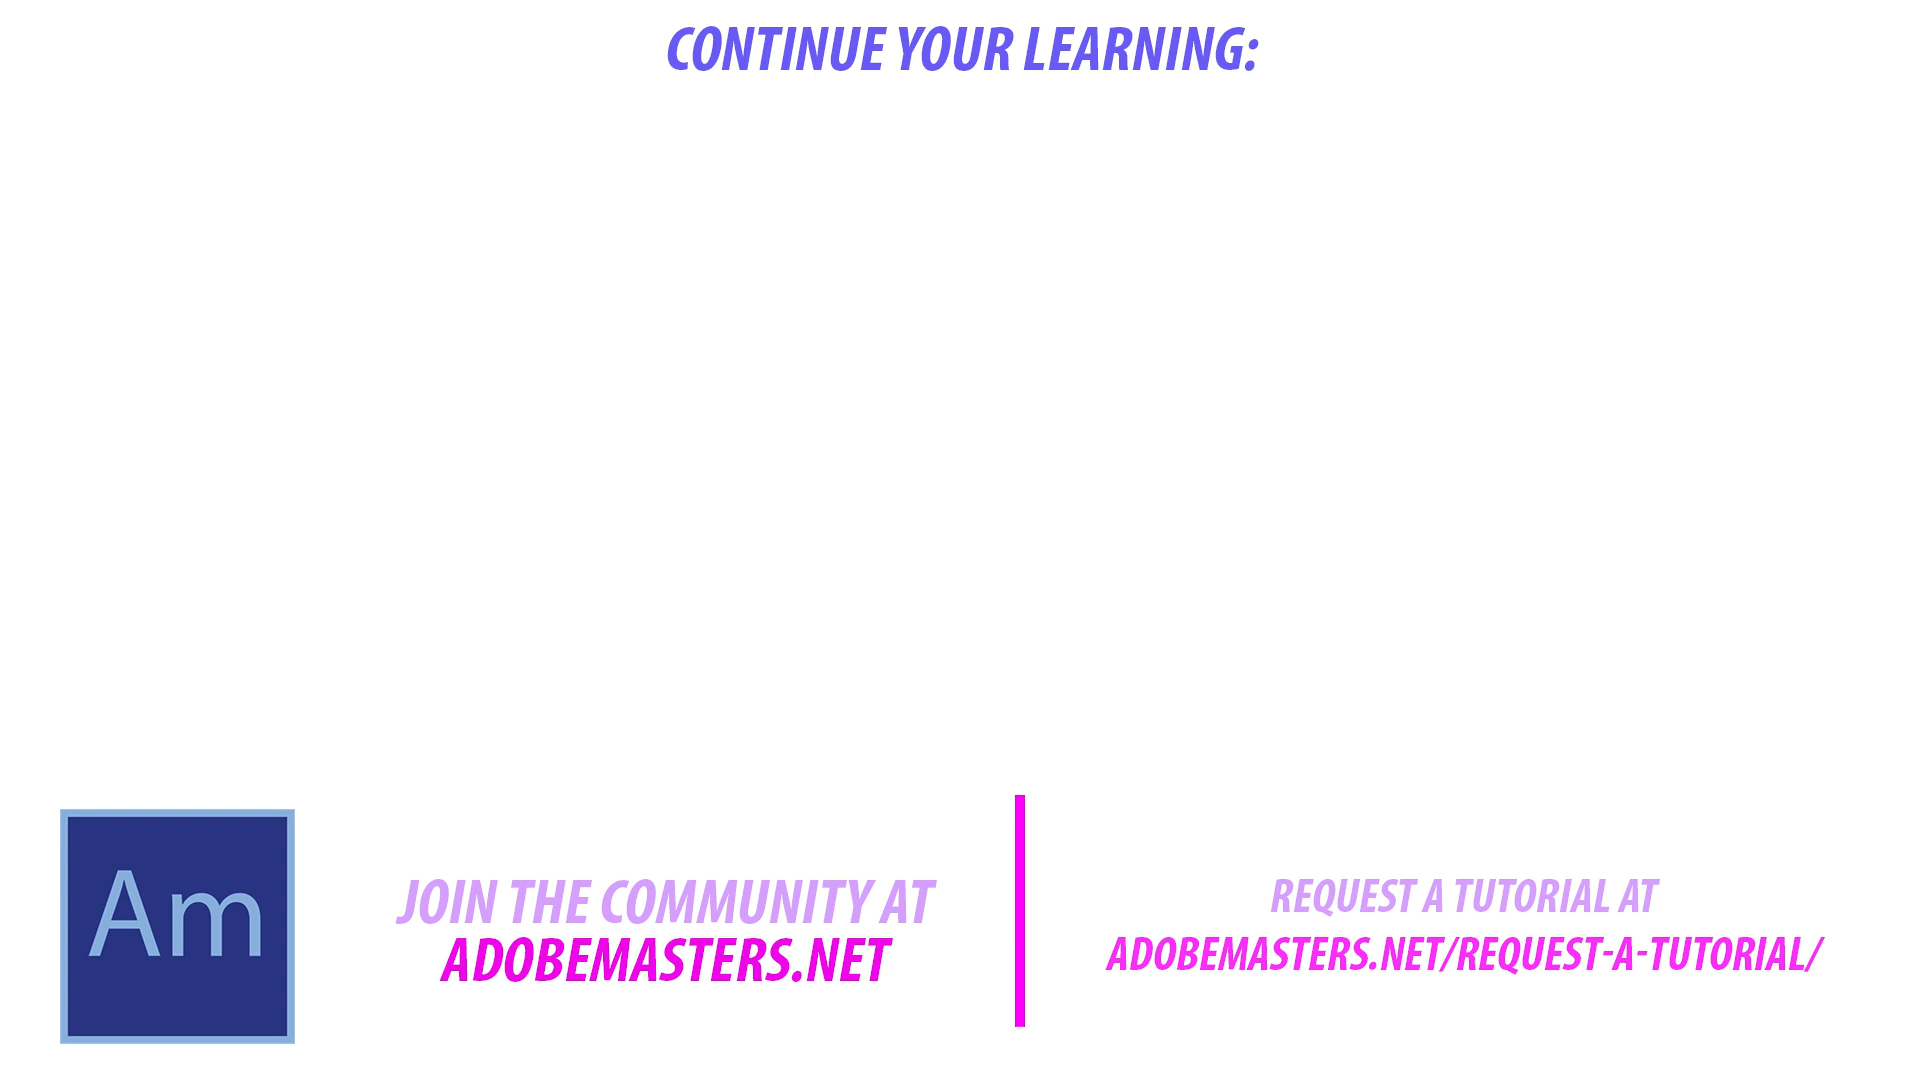 CONTINUE YOUR LEARNING:
Am
JOIN THE COMMUNITY AT
ADOBEMASTERS.NET
REQUEST A TUTORIAL AT
ADOBEMASTERS.NET/REQUEST-A-TUTORIAL/